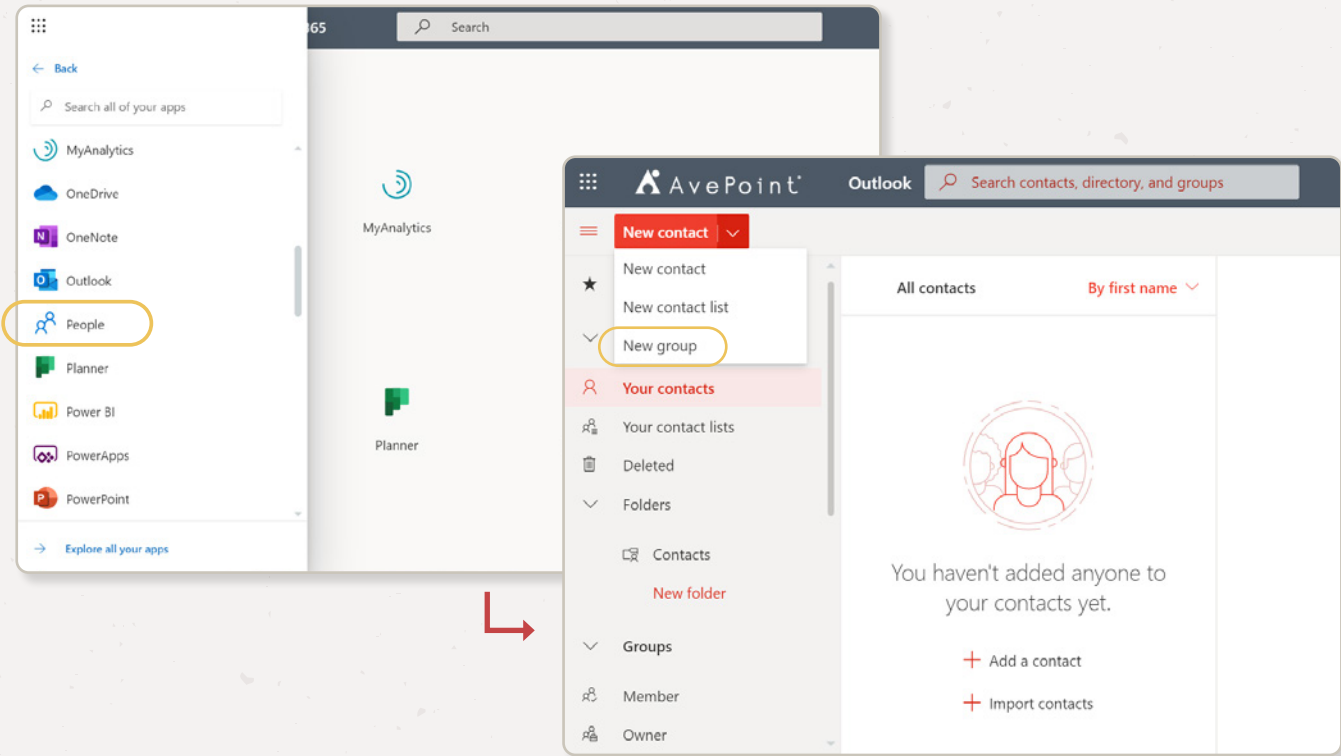 365
Search
Back
Search all of your apps
MyAnalytics
OneDrive
OneNote
Outlook
People
Planner
Power BI
PowerApps
PowerPoint
Explore all your apps
MyAnalytics
Planner
AvePoint
Outlook
Search contacts, directory, and groups
New contact
New contact
New contact list
New group
Your contacts
Your contact lists
Deleted
Folders
Contacts
New folder
Groups
Member
Owner
All contacts
By first name
You haven't added anyone to
your contacts yet.
Add a contact
Import contacts